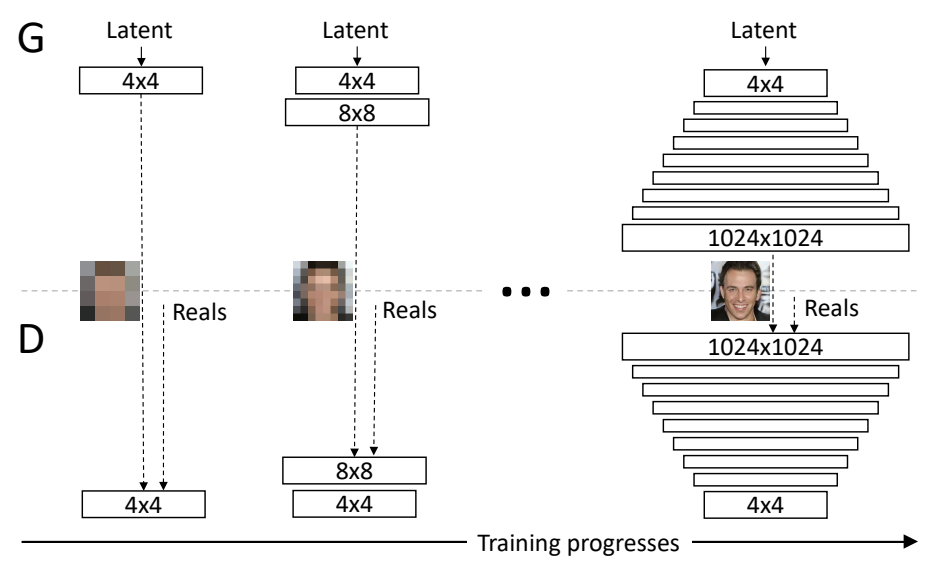 G
Latent
Latent
Latent
4x4
4x4
4x4
8x8
1024x1024
Reals
Reals
Reals
D
1024x1024
8x8
4x4
4x4
4x4
Training progresses